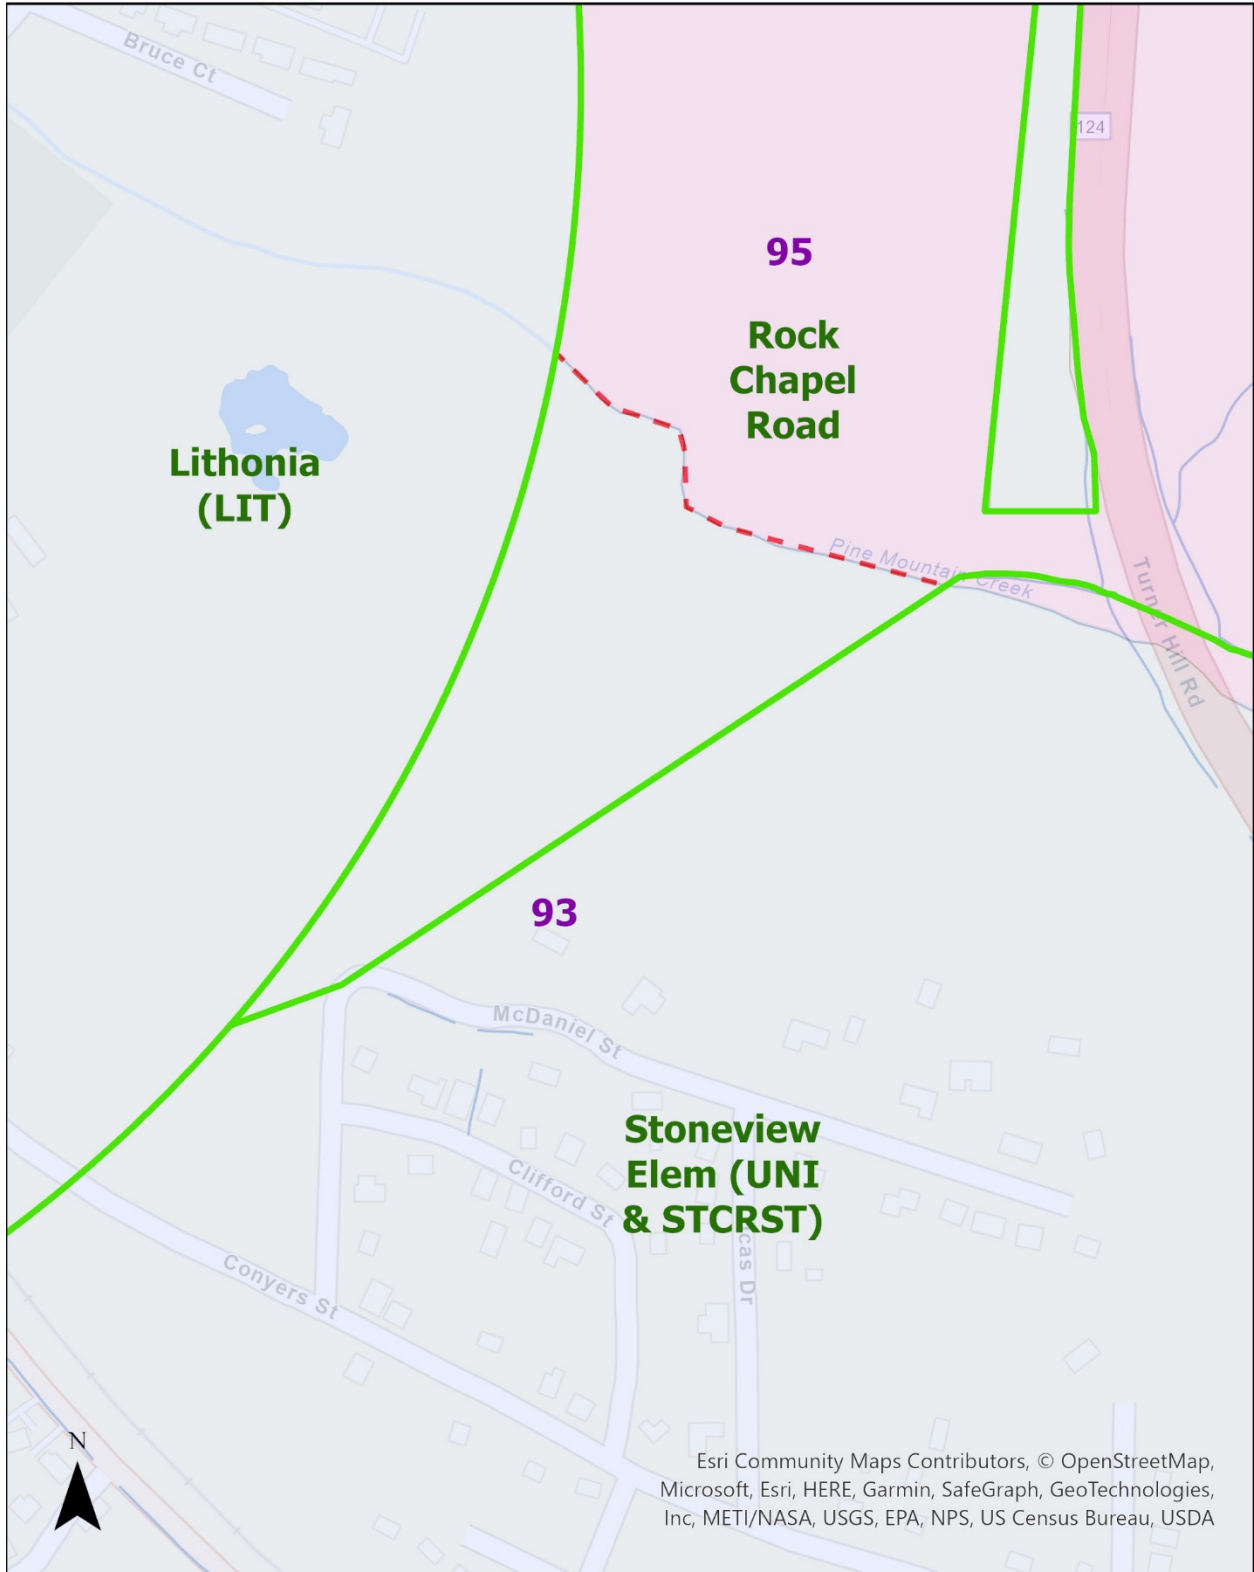 Bruce Ct
124
95
Rock
Chapel
Road
Lithonia
(LIT)
Pine Mountain Creek
Turner Hill Rd
93
McDaniel St
Stoneview
Elem (UNI
& STCRST)
Clifford St
Dr
Conyers St
N
Esri Community Maps Contributors, © OpenStreetMap,
Microsoft, Esri, HERE, Garmin, SafeGraph, GeoTechnologies,
Inc, METI/NASA, USGS, EPA, NPS, US Census Bureau, USDA